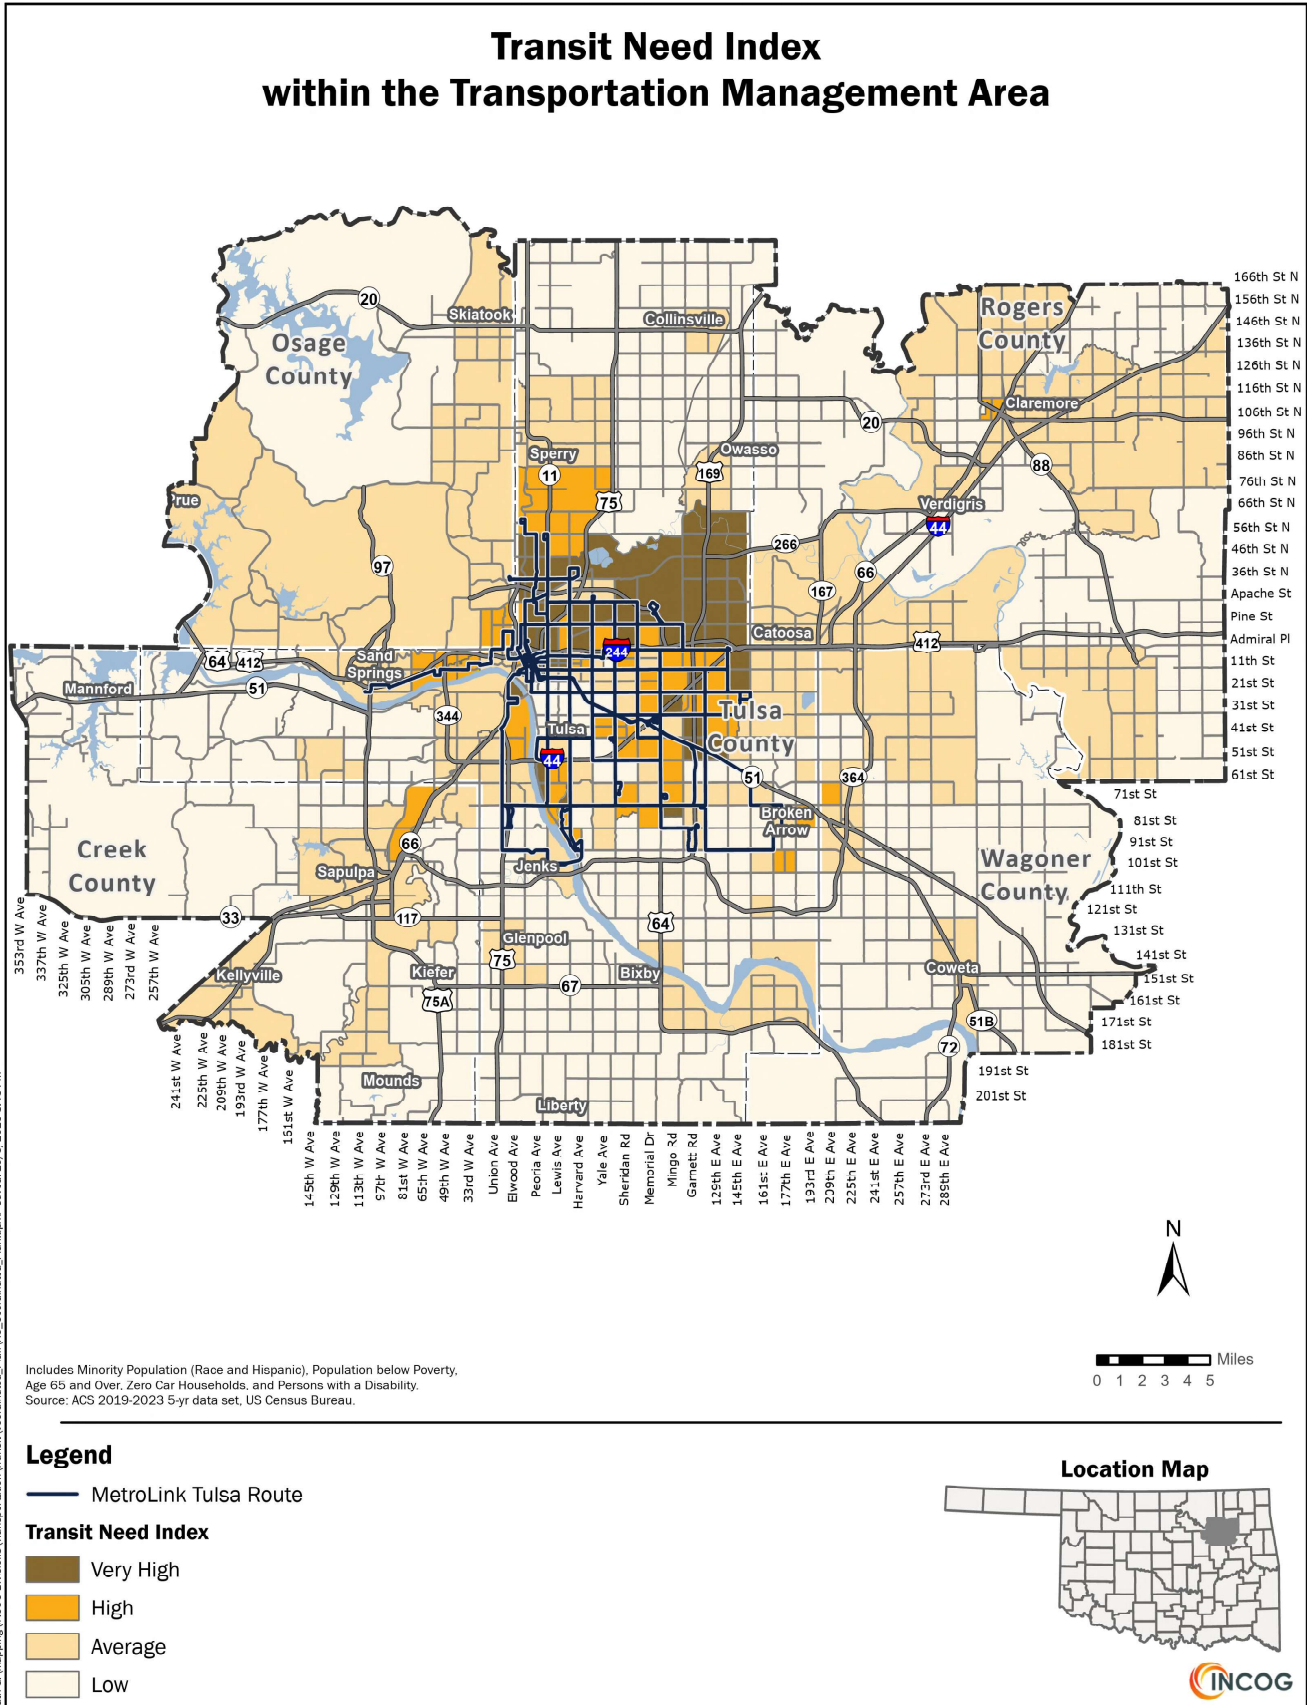 Transit Need Index
within the Transportation Management Area
166th St N
156th St N
146th St N
136th St N
126th St N
116th St N
106th St N
96th St N
86th St N
76th St N
66th St N
56th St N
46th St N
36th St N
Apache St
Pine St
Admiral Pl
11th St
21st St
31st St
41st St
51st St
61st St
71st St
81st St
91st St
101st St
111th St
121st St
131st St
141st St
151st St
161st St
171st St
181st St
191st St
201st St
Rogers
County
Osage
County
20
Skiatook
Collinsville
Claremore
20
Sperry
11
Owasso
169
88
75
Prue
Verdigris
44
266
97
66
167
Catoosa
412
244
64
412
Sand
Springs
Mannford
51
344
Tulsa
Tulsa
County
44
51
364
Broken
Arrow
Creek
County
66
Sapulpa
Jenks
Wagoner
County
33
117
64
Glenpool
75
Kellyville
Kiefer
75A
67
Bixby
Coweta
51B
72
Mounds
Liberty
353rd W Ave
337th W Ave
325th W Ave
305th W Ave
289th W Ave
273rd W Ave
257th W Ave
241st W Ave
225th W Ave
209th W Ave
193rd W Ave
177th W Ave
151st W Ave
145th W Ave
129th W Ave
113th W Ave
97th W Ave
81st W Ave
65th W Ave
49th W Ave
33rd W Ave
Union Ave
Elwood Ave
Peoria Ave
Lewis Ave
Harvard Ave
Yale Ave
Sheridan Rd
Memorial Dr
Mingo Rd
Garnett Rd
129th E Ave
145th E Ave
161st E Ave
177th E Ave
193rd E Ave
209th E Ave
225th E Ave
241st E Ave
257th E Ave
273rd E Ave
289th E Ave
N
Miles
0 1 2 3 4 5
Includes Minority Population (Race and Hispanic), Population below Poverty,
Age 65 and Over, Zero Car Households, and Persons with a Disability.
Source: ACS 2019-2023 5-yr data set, US Census Bureau.
Legend
MetroLink Tulsa Route
Transit Need Index
Very High
High
Average
Low
Location Map
INCOG